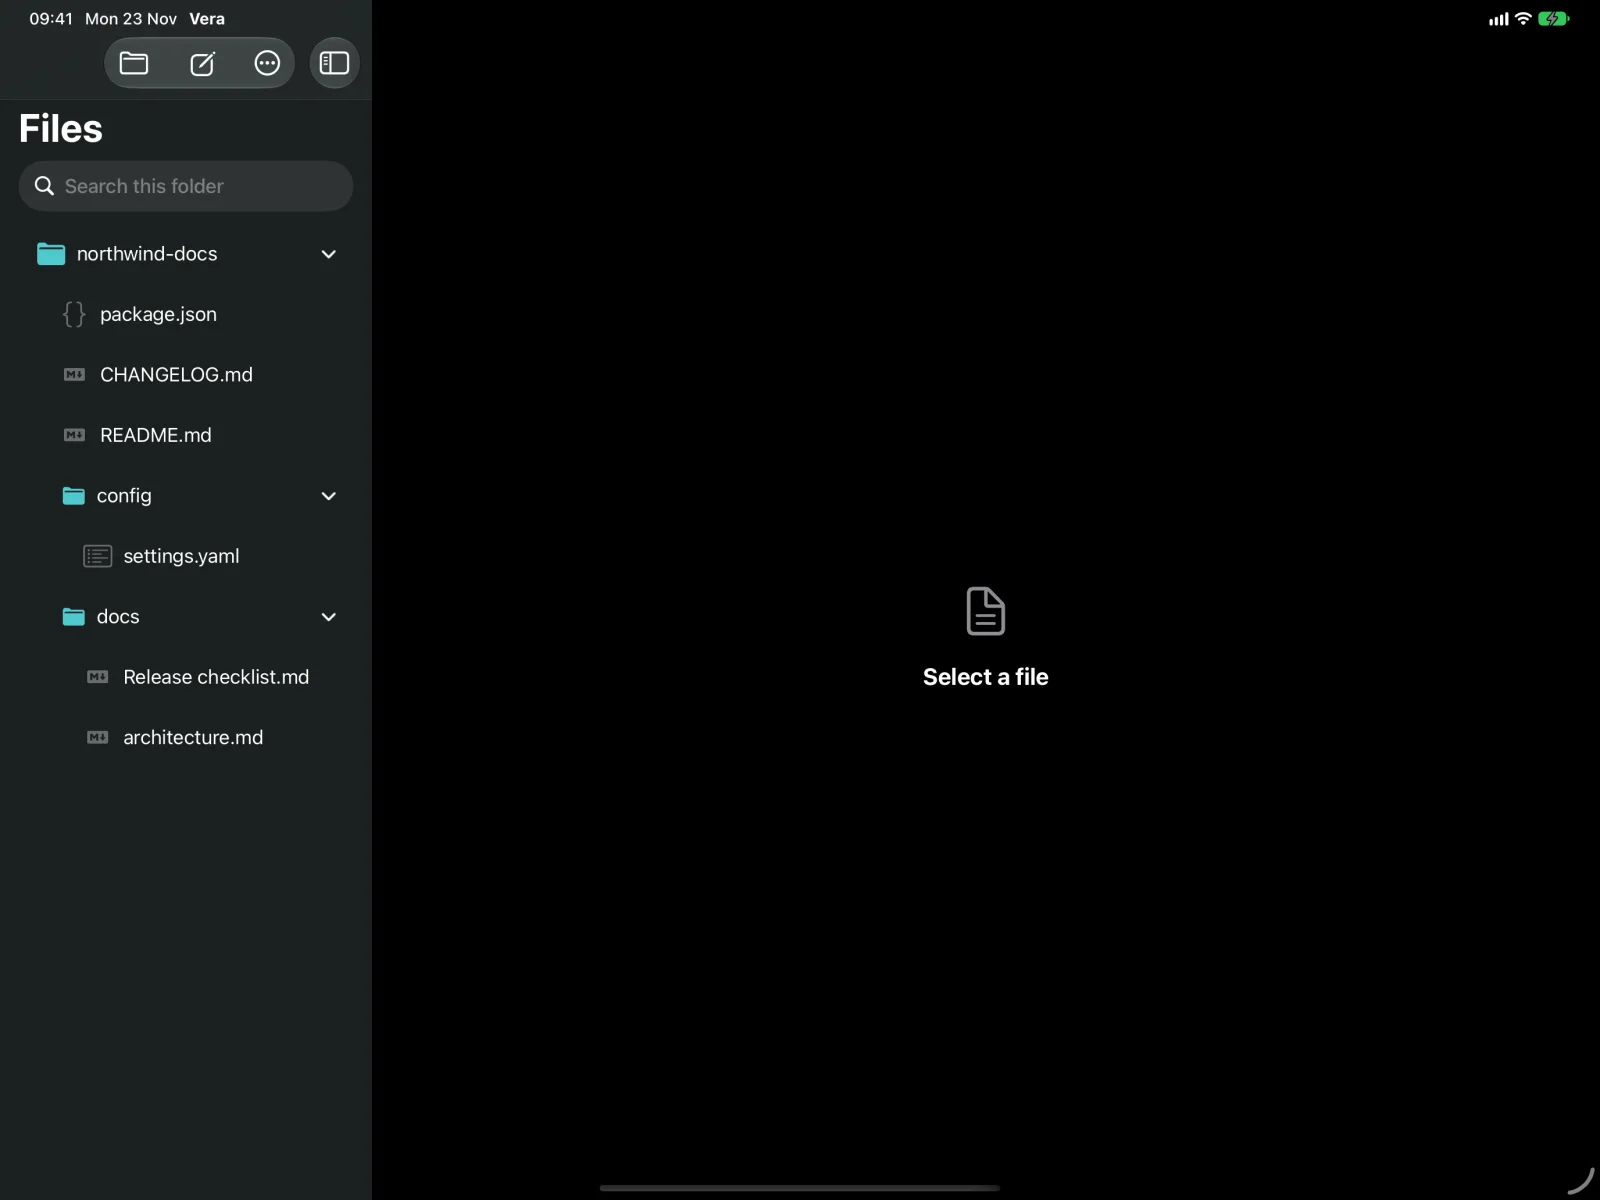 09:41 Mon 23 Nov Vera
Files
Search this folder
northwind-docs
package.json
CHANGELOG.md
README.md
config
settings.yaml
docs
Release checklist.md
architecture.md
Select a file